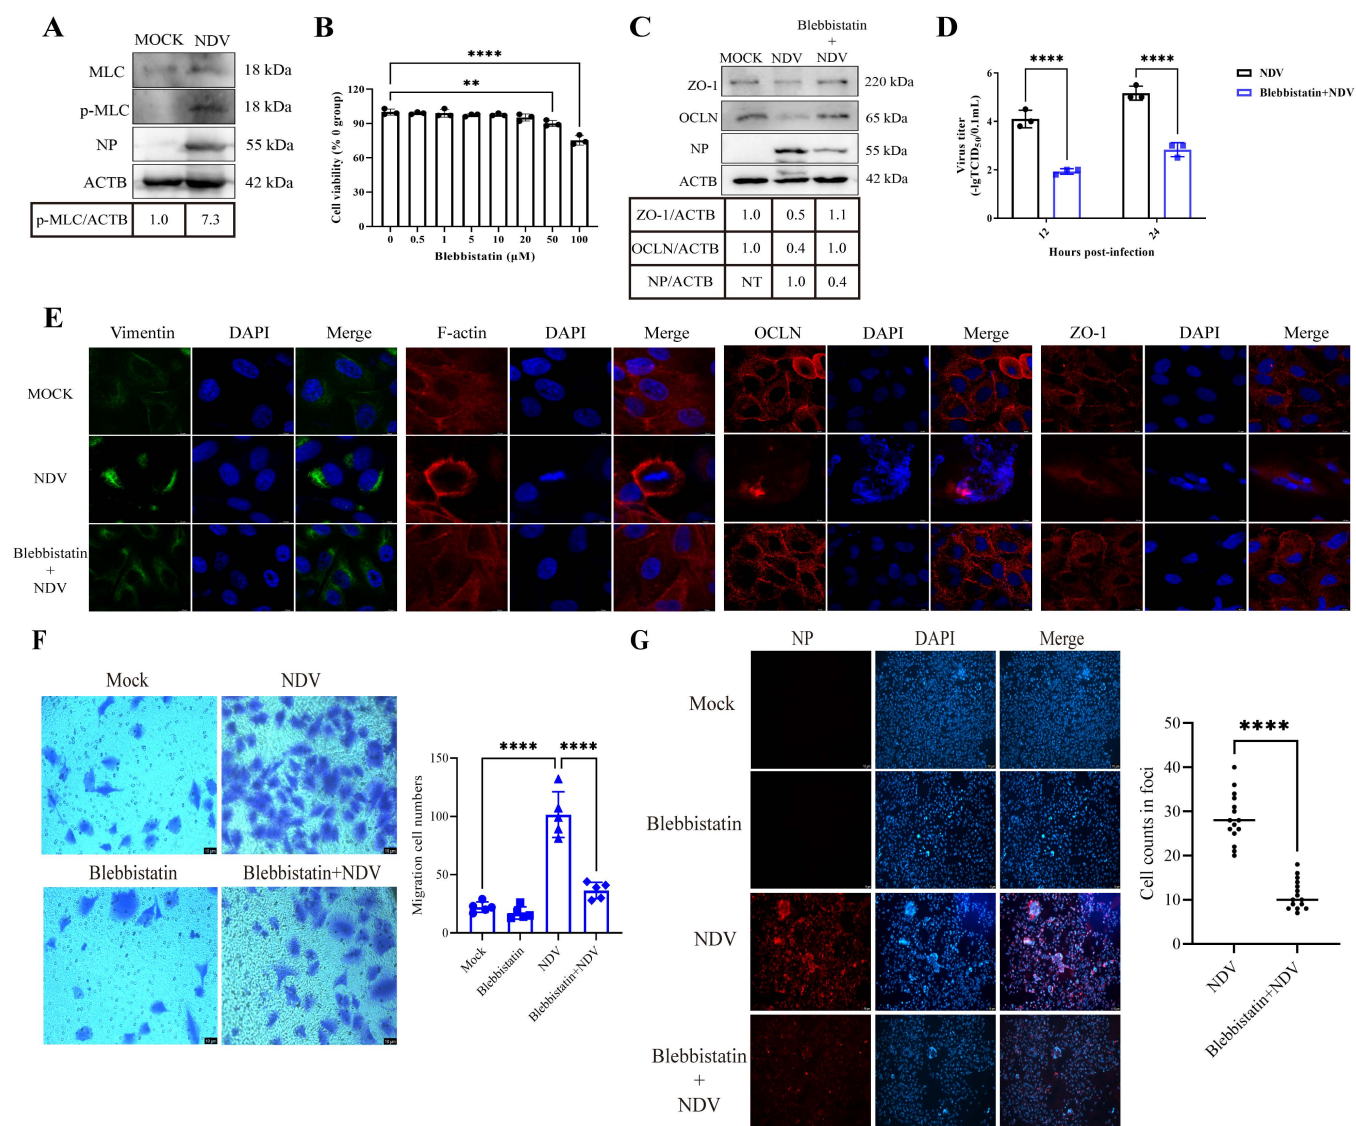 A
MOCK NDV
MLC 18 kDa
p-MLC 18 kDa
NP 55 kDa
ACTB 42 kDa
p-MLC/ACTB 1.0 7.3
B
**** 
**
Cell viability (% 0 group)
120
90
60
30
0
0 0.5 1 5 10 20 50 100
Blebbistatin (μM)
C
Blebbistatin
+
MOCK NDV NDV
ZO-1 220 kDa
OCLN 65 kDa
NP 55 kDa
ACTB 42 kDa
ZO-1/ACTB 1.0 0.5 1.1
OCLN/ACTB 1.0 0.4 1.0
NP/ACTB NT 1.0 0.4
D
**** ****
NDV
Blebbistatin+NDV
Virus titer
(-lgTCID50/0.1mL)
6
4
2
0
12 24
Hours post-infection
E
Vimentin DAPI Merge F-actin DAPI Merge OCLN DAPI Merge ZO-1 DAPI Merge
MOCK
NDV
Blebbistatin
+
NDV
F
Mock NDV
Blebbistatin Blebbistatin+NDV
10 μm
10 μm
10 μm
10 μm
**** ****
Migration cell numbers
150
100
50
0
Mock
Blebbistatin
NDV
Blebbistatin+NDV
G
NP DAPI Merge
Mock
Blebbistatin
NDV
Blebbistatin
+
NDV
****
Cell counts in foci
50
40
30
20
10
0
NDV
Blebbistatin+NDV